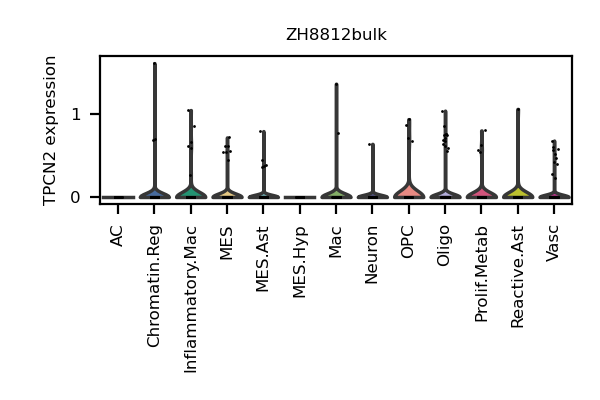 ZH8812bulk
TPCN2 expression
1
0
AC
Chromatin.Reg
Inflammatory.Mac
MES
MES.Ast
MES.Hyp
Mac
Neuron
OPC
Oligo
Prolif.Metab
Reactive.Ast
Vasc